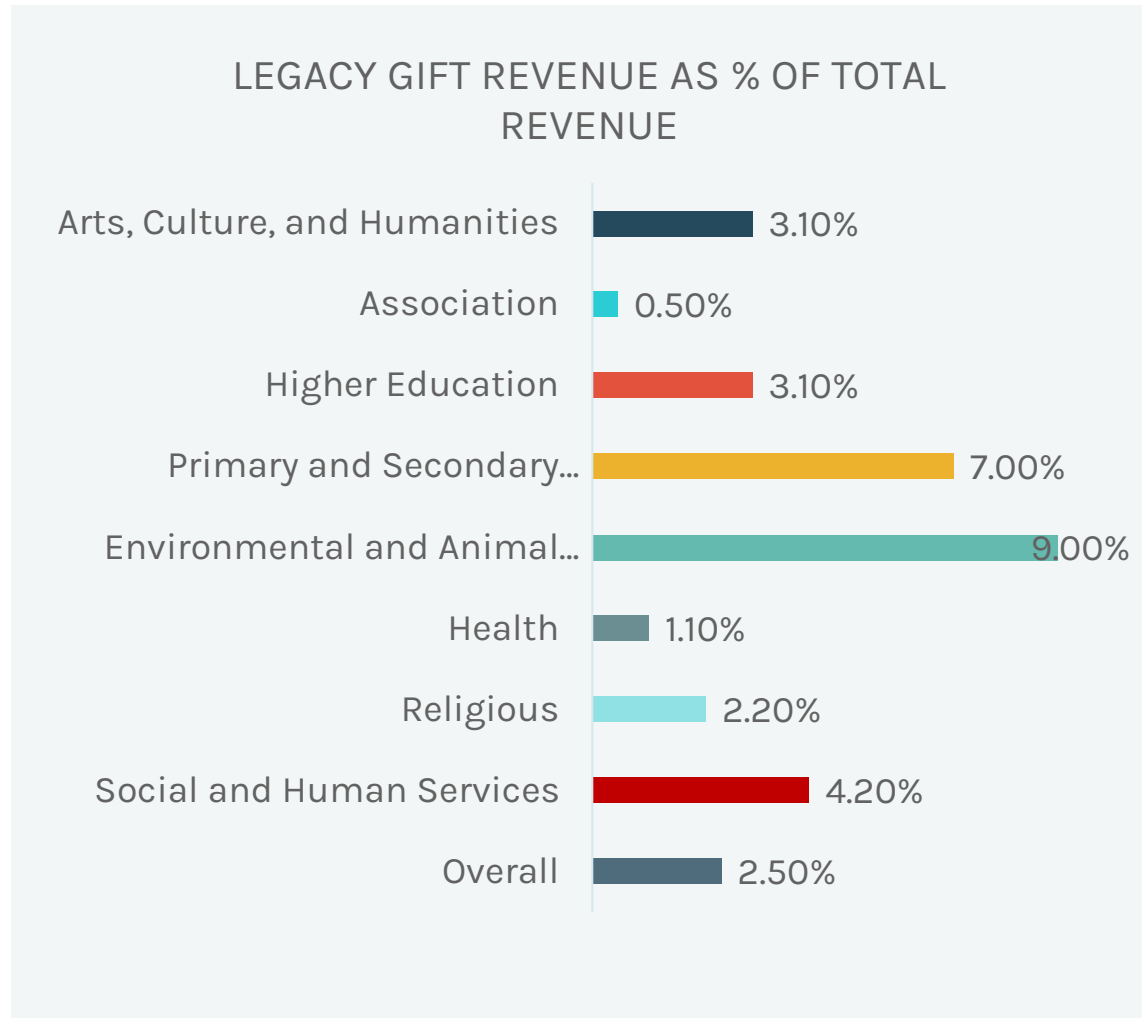 LEGACY GIFT REVENUE AS % OF TOTAL
REVENUE
Arts, Culture, and Humanities 3.10%
Association 0.50%
Higher Education 3.10%
Primary and Secondary... 7.00%
Environmental and Animal... 9.00%
Health 1.10%
Religious 2.20%
Social and Human Services 4.20%
Overall 2.50%